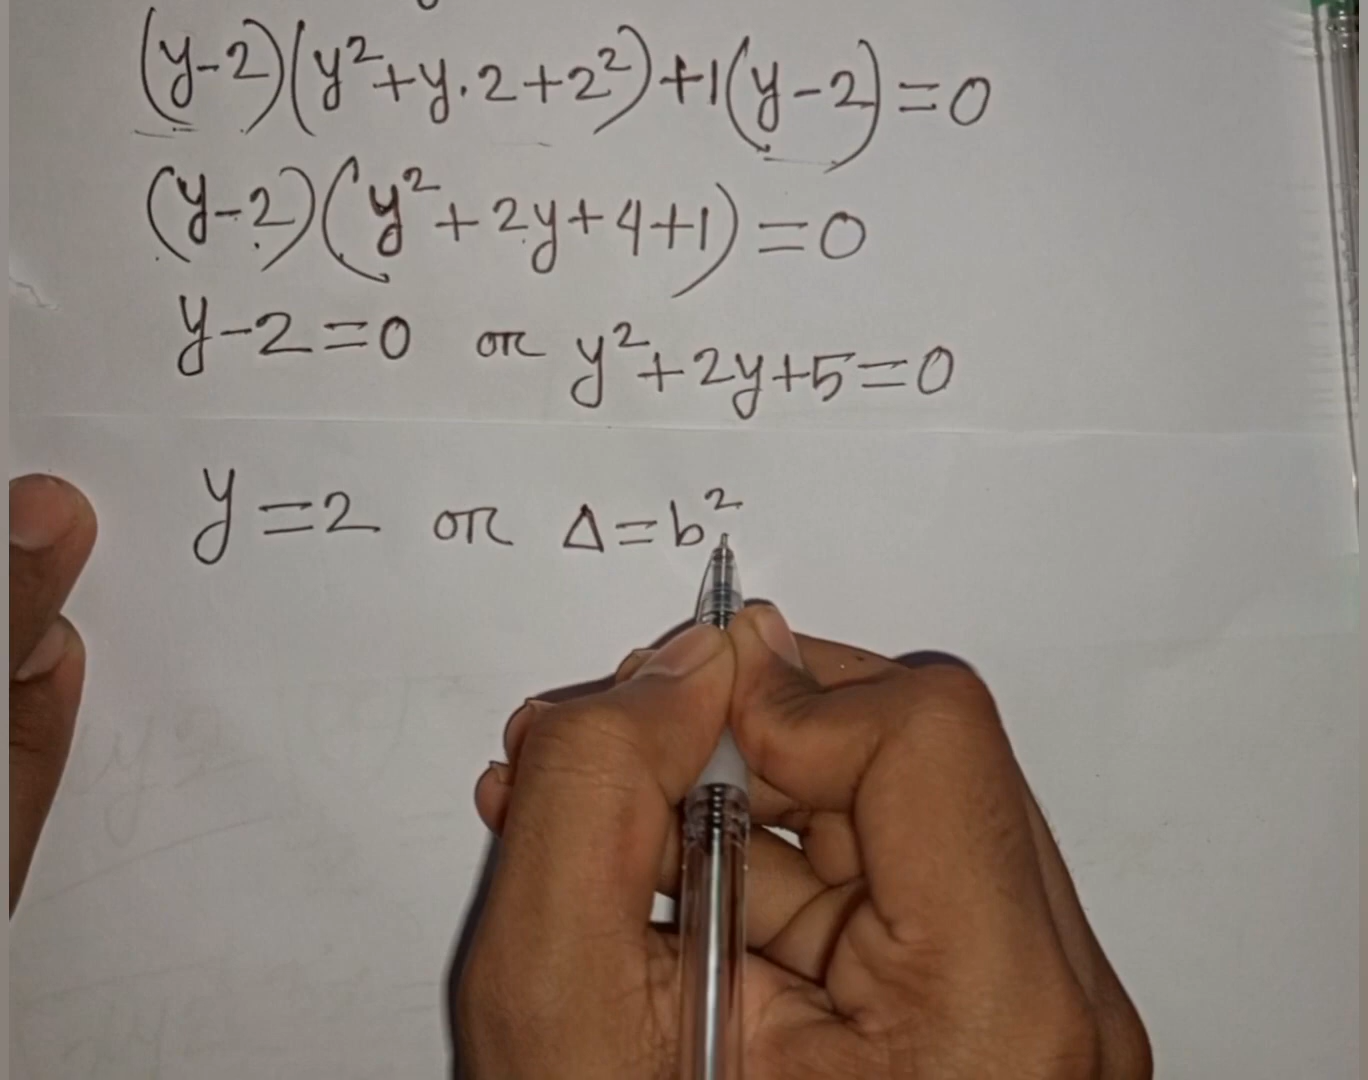 (y-2)(y²+y.2+2²)+1(y-2)=0
(y-2)(y²+2y+4+1)=0
y-2=0 or y²+2y+5=0
y=2 or Δ=b²